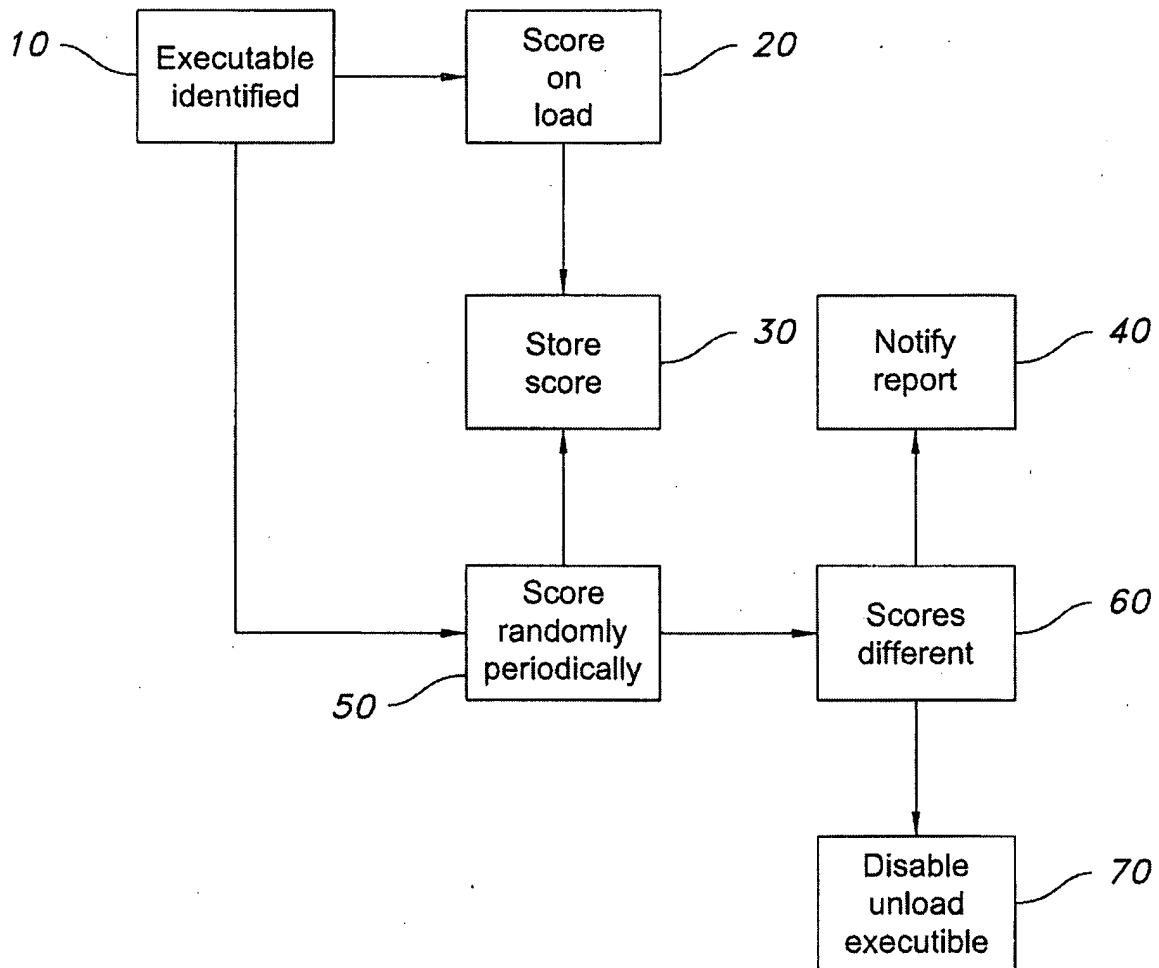 10
Executable
identified
Score
on
load
20
Store
score
30
Notify
report
40
Score
randomly
periodically
50
Scores
different
60
Disable
unload
executible
70